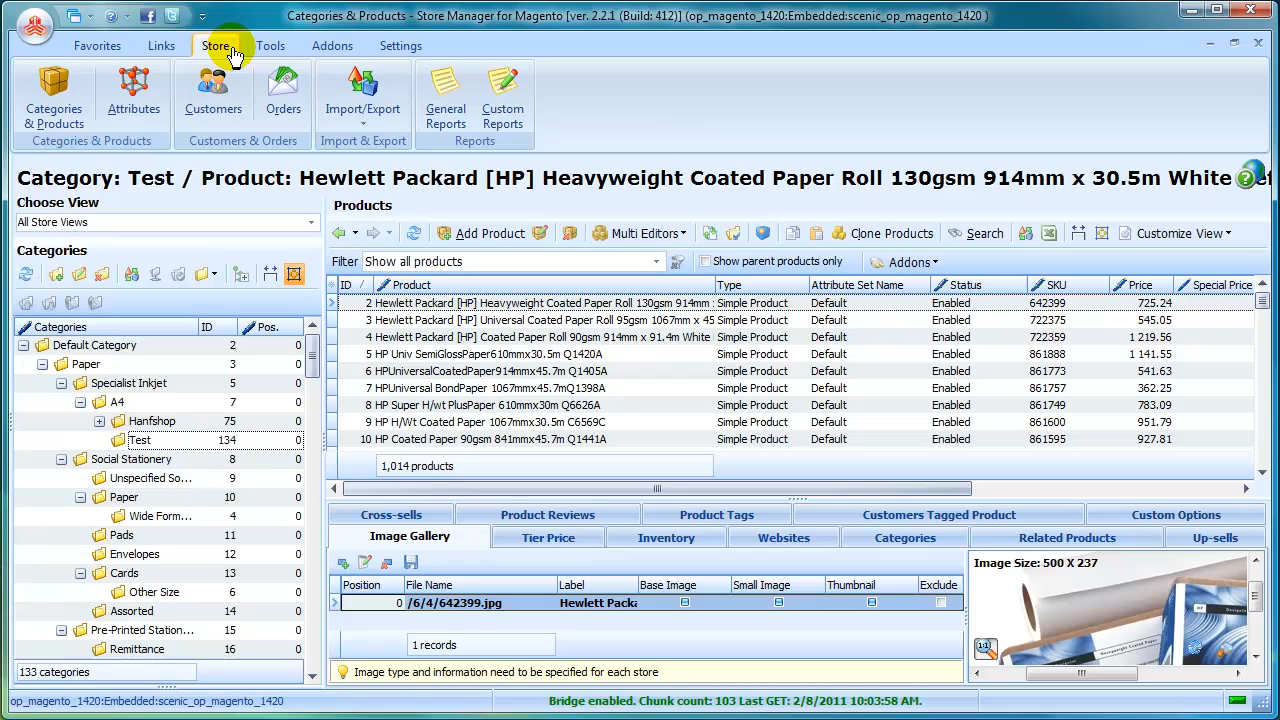 Categories & Products - Store Manager for Magento [ver. 2.2.1 (Build: 412)] (op_magento_1420:Embedded:scenic_op_magento_1420 )
Favorites Links Store Tools Addons Settings
Categories & Products Attributes Customers Orders Import/Export General Reports Custom Reports
Categories & Products Customers & Orders Import & Export Reports
Category: Test / Product: Hewlett Packard [HP] Heavyweight Coated Paper Roll 130gsm 914mm x 30.5m White
Choose View
All Store Views
Categories
Categories ID Pos.
Default Category 2 0
Paper 3 0
Specialist Inkjet 5 0
A4 7 0
Hanfshop 75 0
Test 134 0
Social Stationery 8 0
Unspecified So... 9 0
Paper 10 0
Wide Form... 4 0
Pads 11 0
Envelopes 12 0
Cards 13 0
Other Size 6 0
Assorted 14 0
Pre-Printed Station... 15 0
Remittance 16 0
133 categories
Products
Add Product Multi Editors Clone Products Search Customize View
Filter Show all products Show parent products only Addons
ID Product Type Attribute Set Name Status SKU Price Special Price
2 Hewlett Packard [HP] Heavyweight Coated Paper Roll 130gsm 914mm Simple Product Default Enabled 642399 725.24
3 Hewlett Packard [HP] Universal Coated Paper Roll 95gsm 1067mm x 45 Simple Product Default Enabled 722375 545.05
4 Hewlett Packard [HP] Coated Paper Roll 90gsm 914mm x 91.4m White Simple Product Default Enabled 722359 1 219.56
5 HP Univ SemiGlossPaper610mmx30.5m Q1420A Simple Product Default Enabled 861888 1 141.55
6 HPUniversalCoatedPaper914mmx45.7m Q1405A Simple Product Default Enabled 861773 541.63
7 HPUniversal BondPaper 1067mmx45.7mQ1398A Simple Product Default Enabled 861757 362.25
8 HP Super H/wt PlusPaper 610mmx30m Q6626A Simple Product Default Enabled 861749 783.09
9 HP H/Wt Coated Paper 1067mmx30.5m C6569C Simple Product Default Enabled 861600 951.79
10 HP Coated Paper 90gsm 841mmx45.7m Q1441A Simple Product Default Enabled 861595 927.81
1,014 products
Cross-sells Product Reviews Product Tags Customers Tagged Product Custom Options
Image Gallery Tier Price Inventory Websites Categories Related Products Up-sells
Position File Name Label Base Image Small Image Thumbnail Exclude
0 /6/4/642399.jpg Hewlett Packa
1 records
Image type and information need to be specified for each store
Image Size: 500 X 237
1:1
op_magento_1420:Embedded:scenic_op_magento_1420 Bridge enabled. Chunk count: 103 Last GET: 2/8/2011 10:03:58 AM.